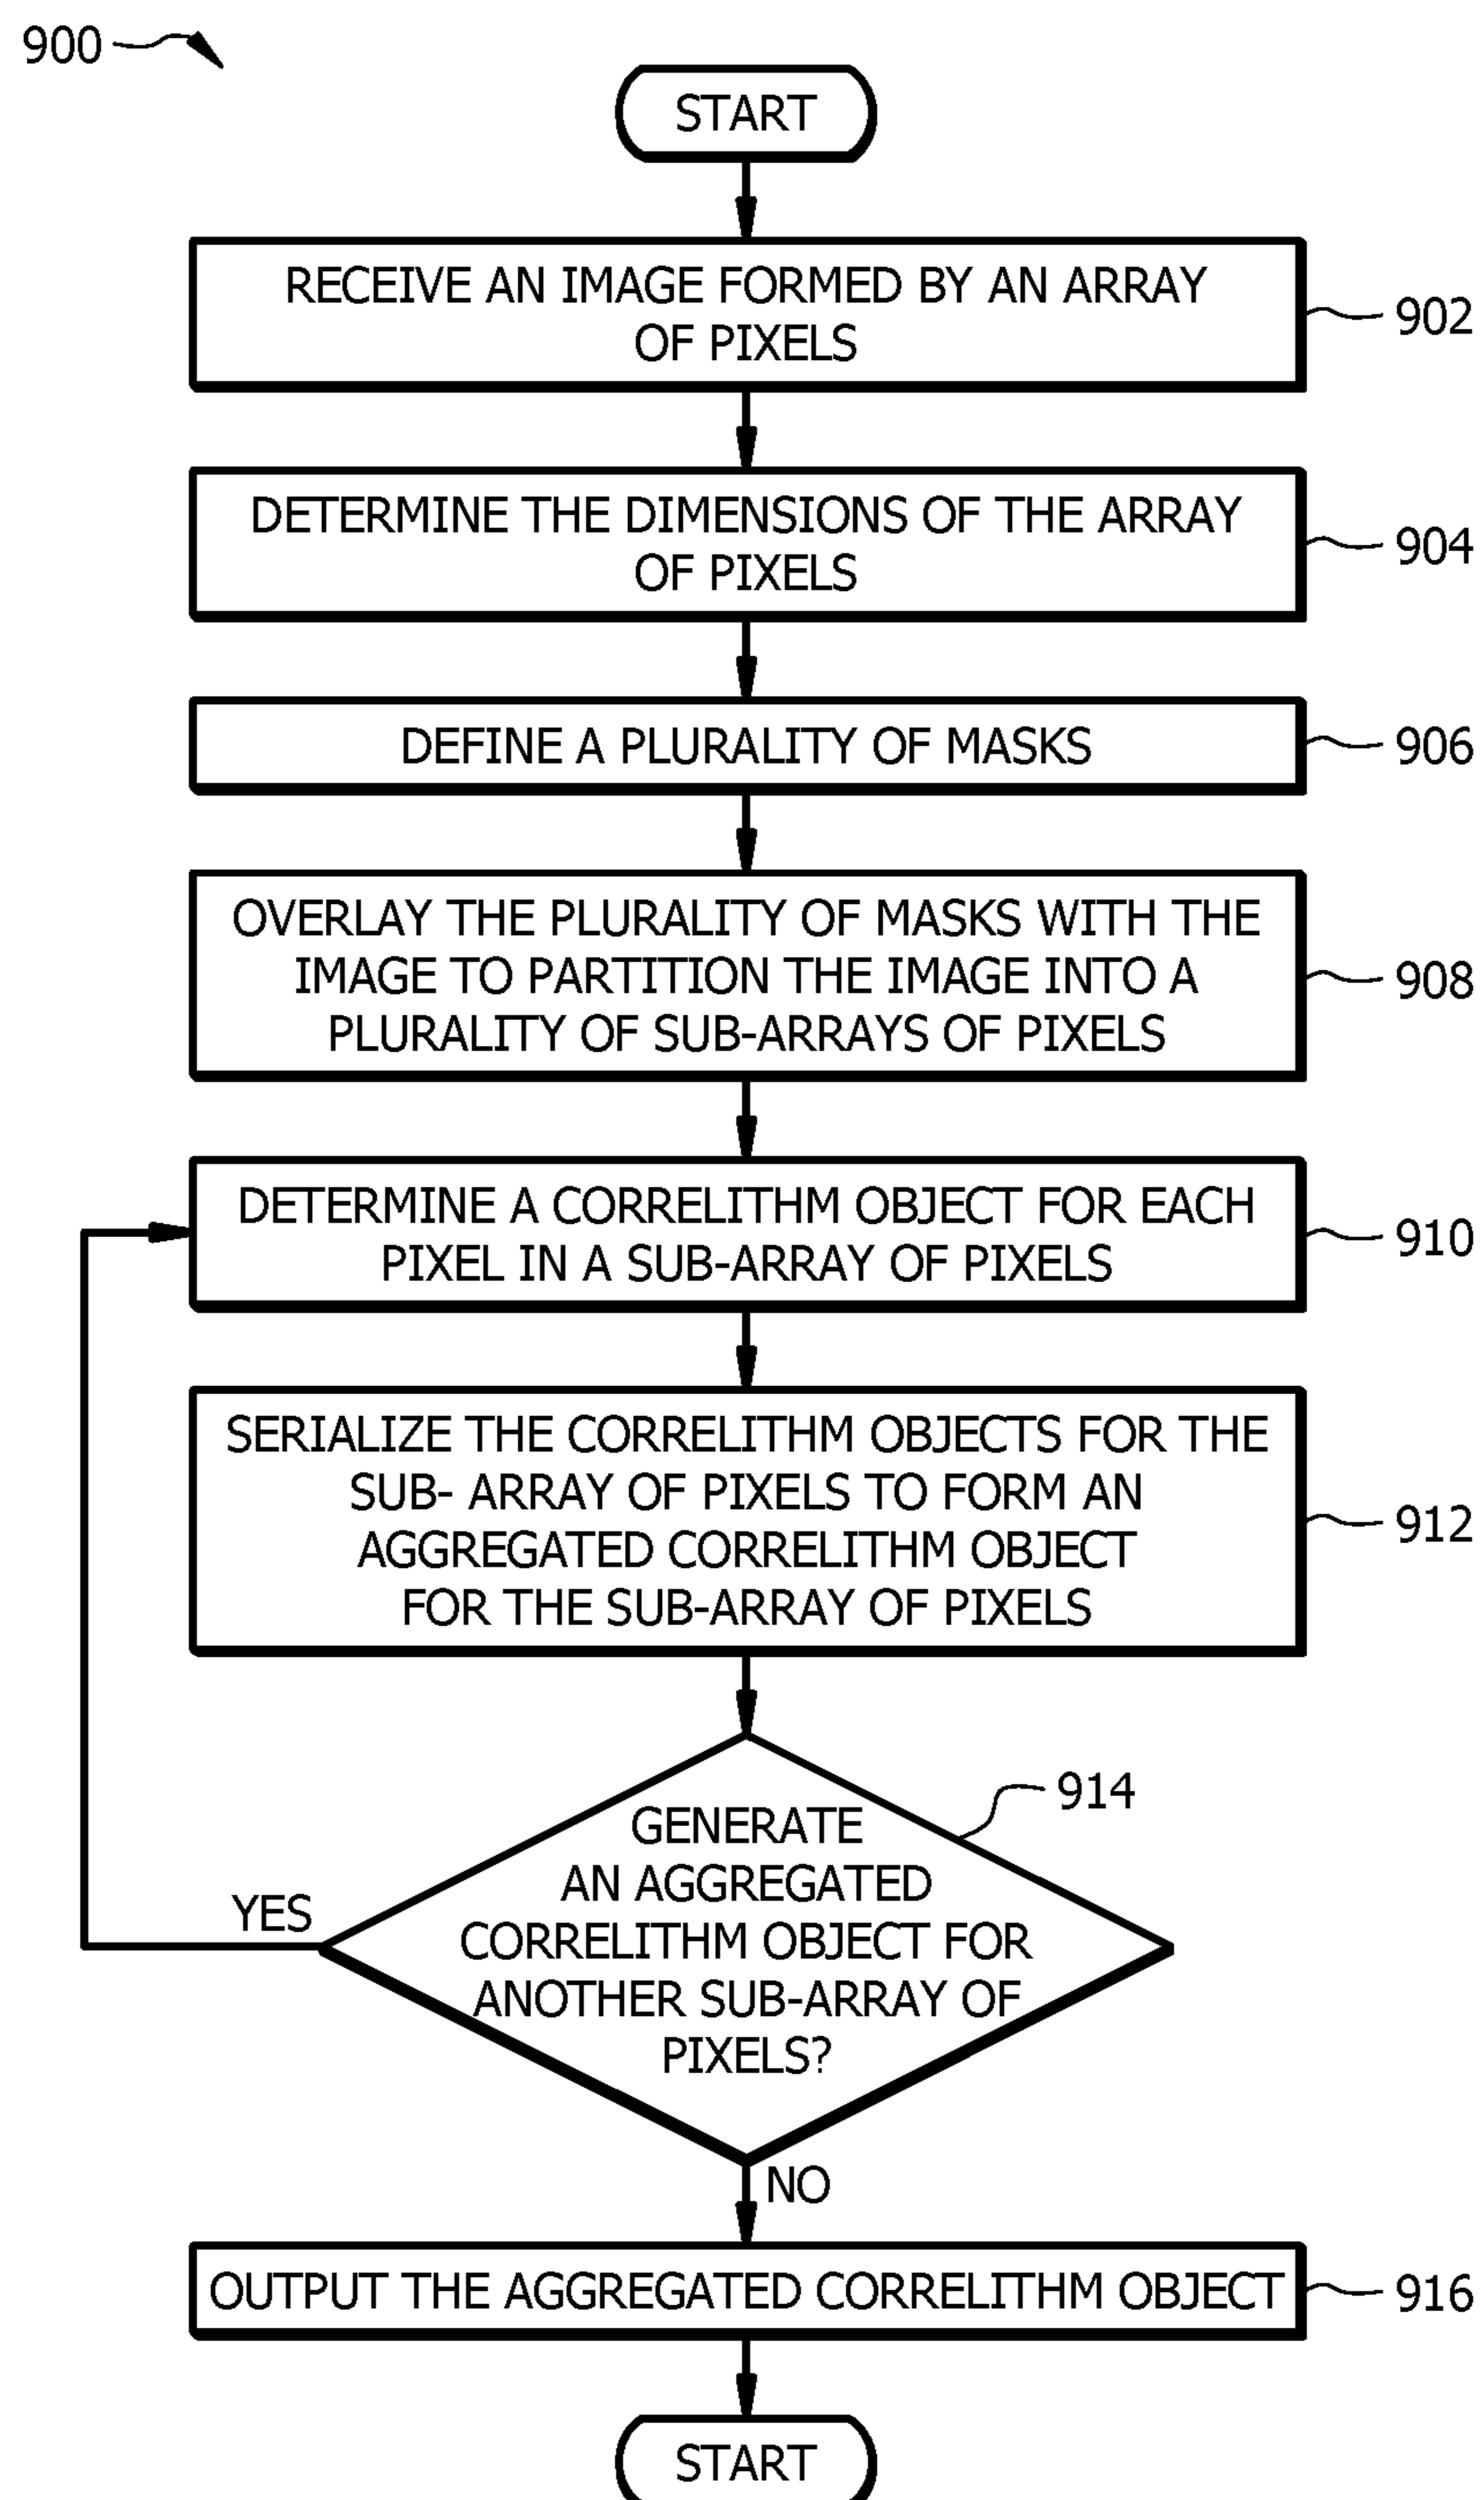 900
START
RECEIVE AN IMAGE FORMED BY AN ARRAY
OF PIXELS
902
DETERMINE THE DIMENSIONS OF THE ARRAY
OF PIXELS
904
DEFINE A PLURALITY OF MASKS
906
OVERLAY THE PLURALITY OF MASKS WITH THE
IMAGE TO PARTITION THE IMAGE INTO A
PLURALITY OF SUB-ARRAYS OF PIXELS
908
DETERMINE A CORRELITHM OBJECT FOR EACH
PIXEL IN A SUB-ARRAY OF PIXELS
910
SERIALIZE THE CORRELITHM OBJECTS FOR THE
SUB- ARRAY OF PIXELS TO FORM AN
AGGREGATED CORRELITHM OBJECT
FOR THE SUB-ARRAY OF PIXELS
912
914
GENERATE
AN AGGREGATED
CORRELITHM OBJECT FOR
ANOTHER SUB-ARRAY OF
PIXELS?
YES
NO
OUTPUT THE AGGREGATED CORRELITHM OBJECT
916
START